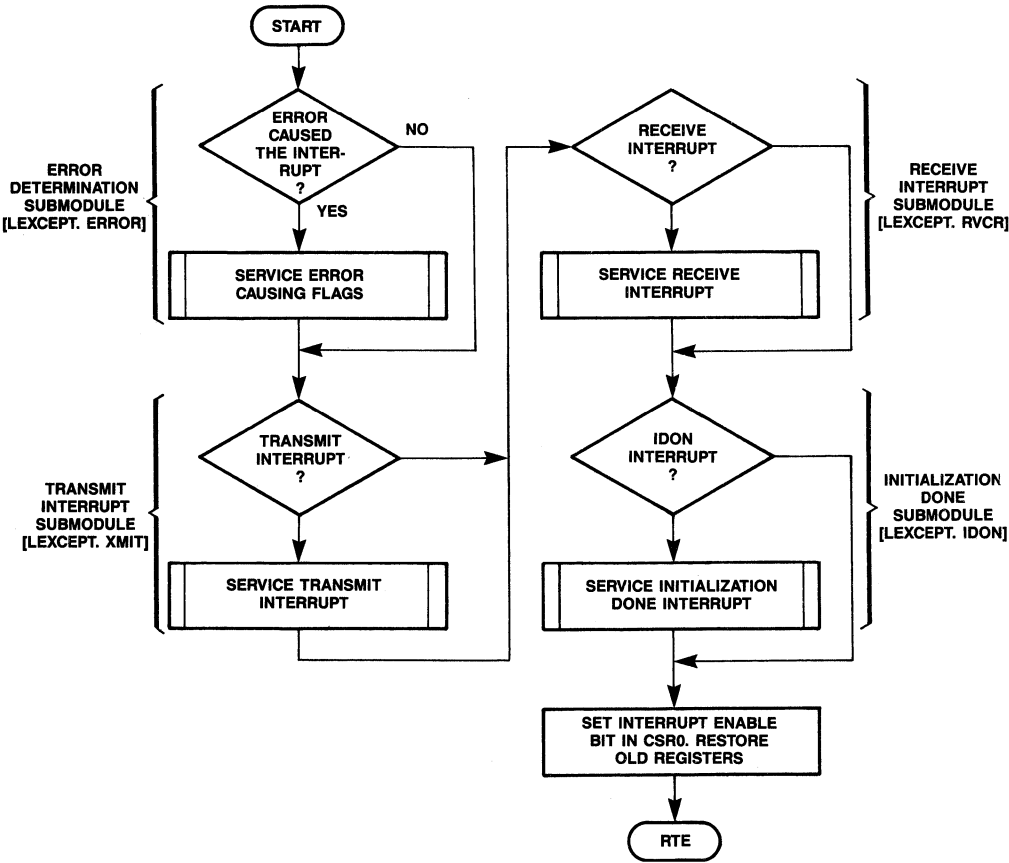 START
ERROR
CAUSED
THE INTER-
RUPT
?
NO
YES
ERROR
DETERMINATION
SUBMODULE
[LEXCEPT. ERROR]
SERVICE ERROR
CAUSING FLAGS
TRANSMIT
INTERRUPT
?
TRANSMIT
INTERRUPT
SUBMODULE
[LEXCEPT. XMIT]
SERVICE TRANSMIT
INTERRUPT
RECEIVE
INTERRUPT
?
RECEIVE
INTERRUPT
SUBMODULE
[LEXCEPT. RVCR]
SERVICE RECEIVE
INTERRUPT
IDON
INTERRUPT
?
INITIALIZATION
DONE
SUBMODULE
[LEXCEPT. IDON]
SERVICE INITIALIZATION
DONE INTERRUPT
SET INTERRUPT ENABLE
BIT IN CSR0. RESTORE
OLD REGISTERS
RTE